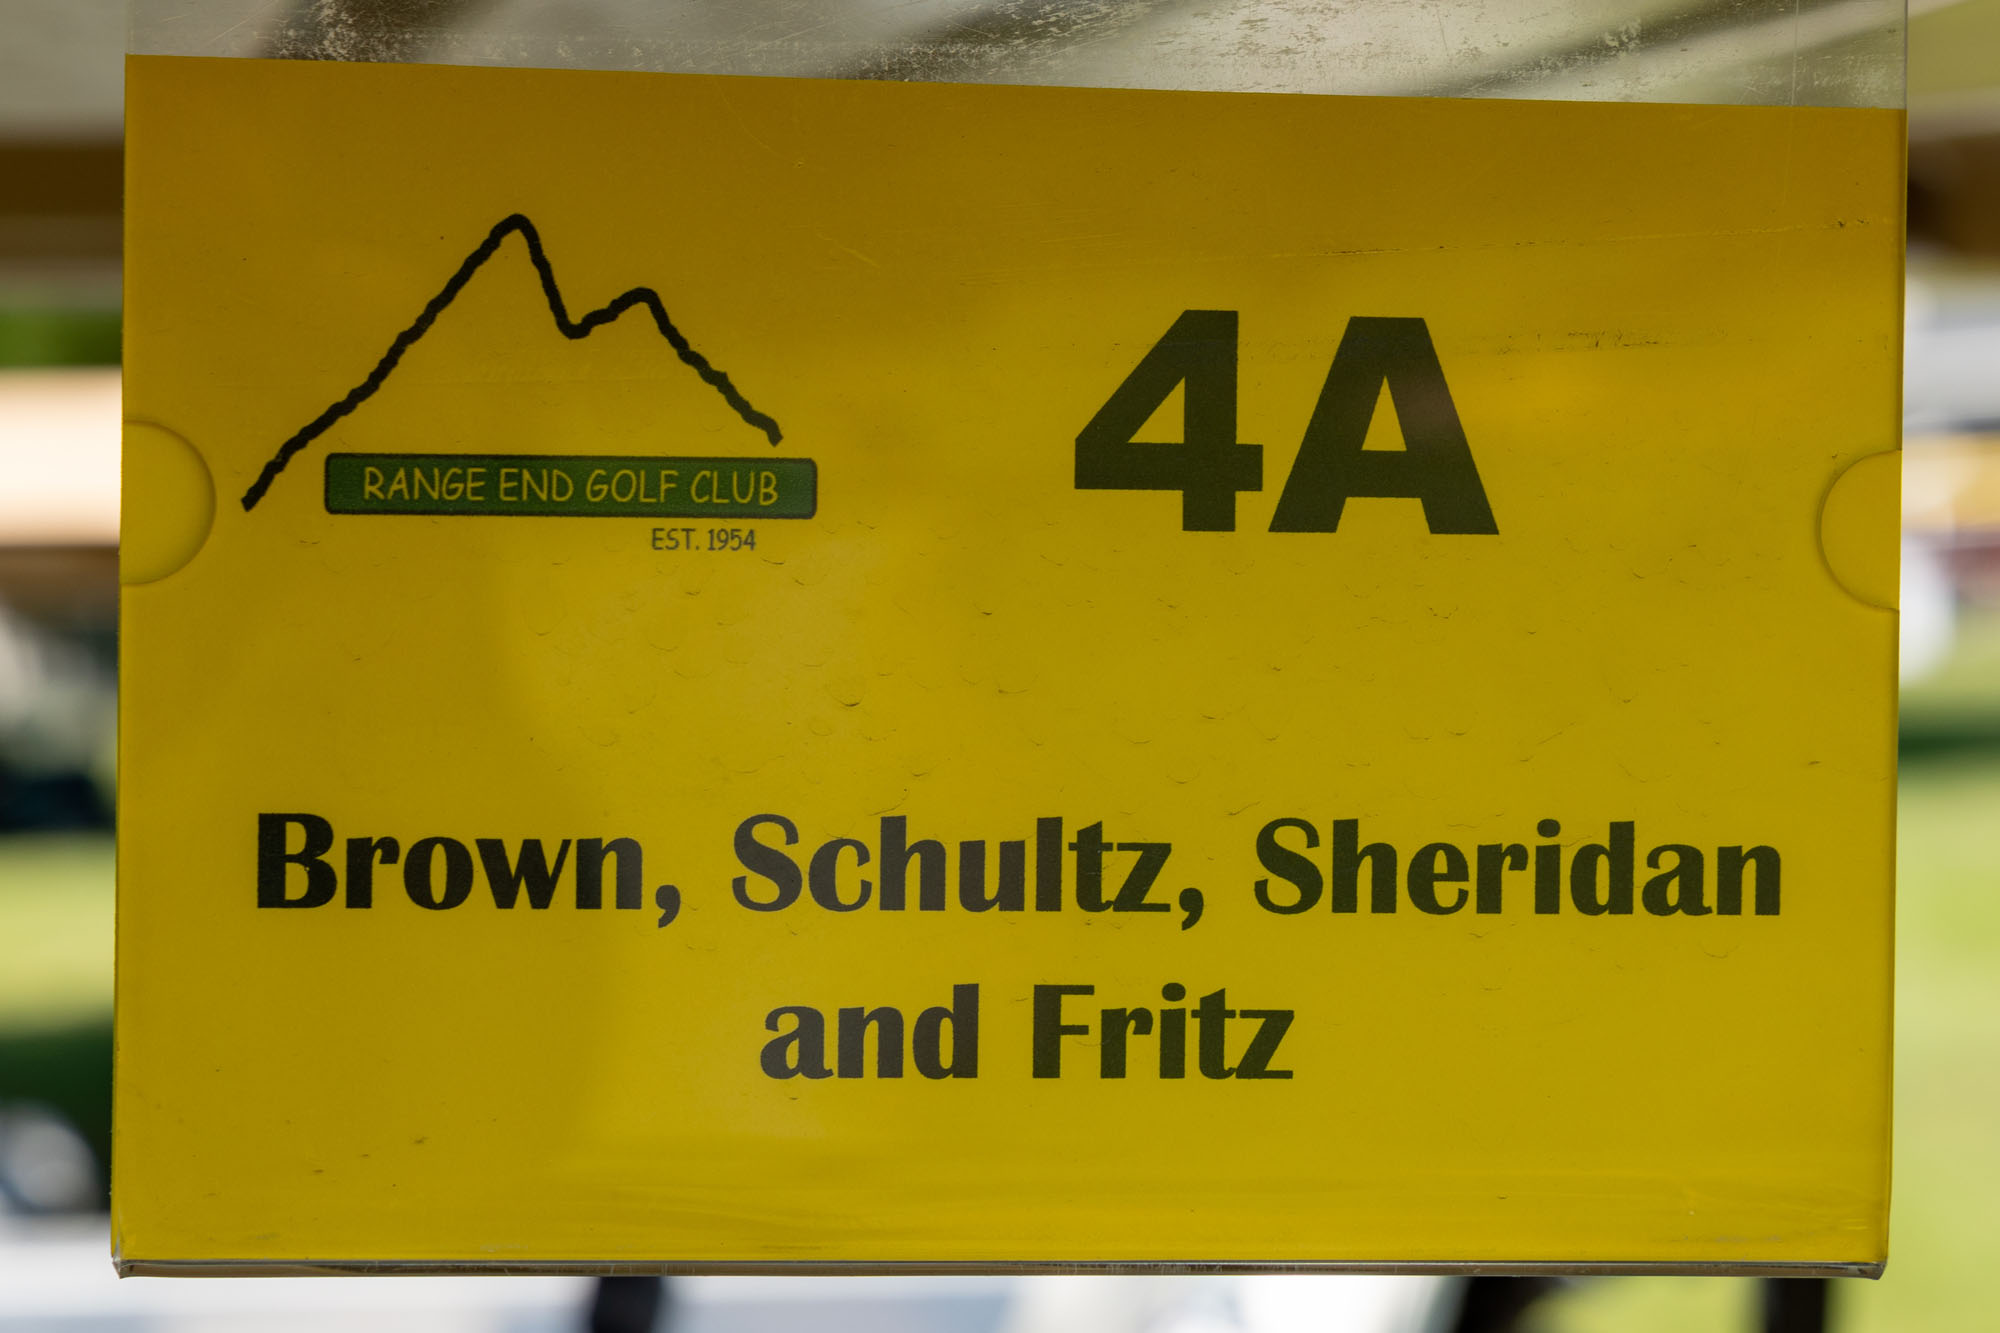 RANGE END GOLF CLUB
EST. 1954
4A
Brown, Schultz, Sheridan
and Fritz